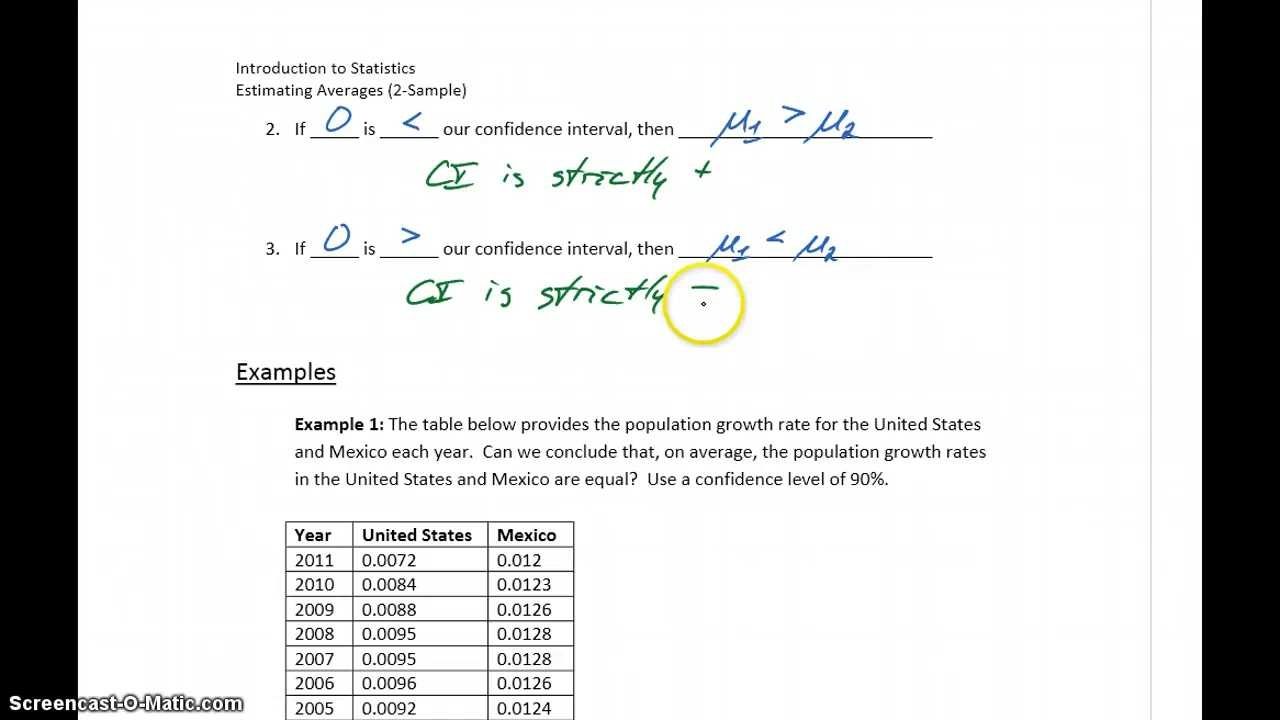 Introduction to Statistics
Estimating Averages (2-Sample)
2. If 0 is < our confidence interval, then μ1 > μ2
CI is strictly +
3. If 0 is > our confidence interval, then μ1 < μ2
CI is strictly −
Examples
Example 1: The table below provides the population growth rate for the United States
and Mexico each year. Can we conclude that, on average, the population growth rates
in the United States and Mexico are equal? Use a confidence level of 90%.
Year United States Mexico
2011 0.0072 0.012
2010 0.0084 0.0123
2009 0.0088 0.0126
2008 0.0095 0.0128
2007 0.0095 0.0128
2006 0.0096 0.0126
2005 0.0092 0.0124
Screencast-O-Matic.com